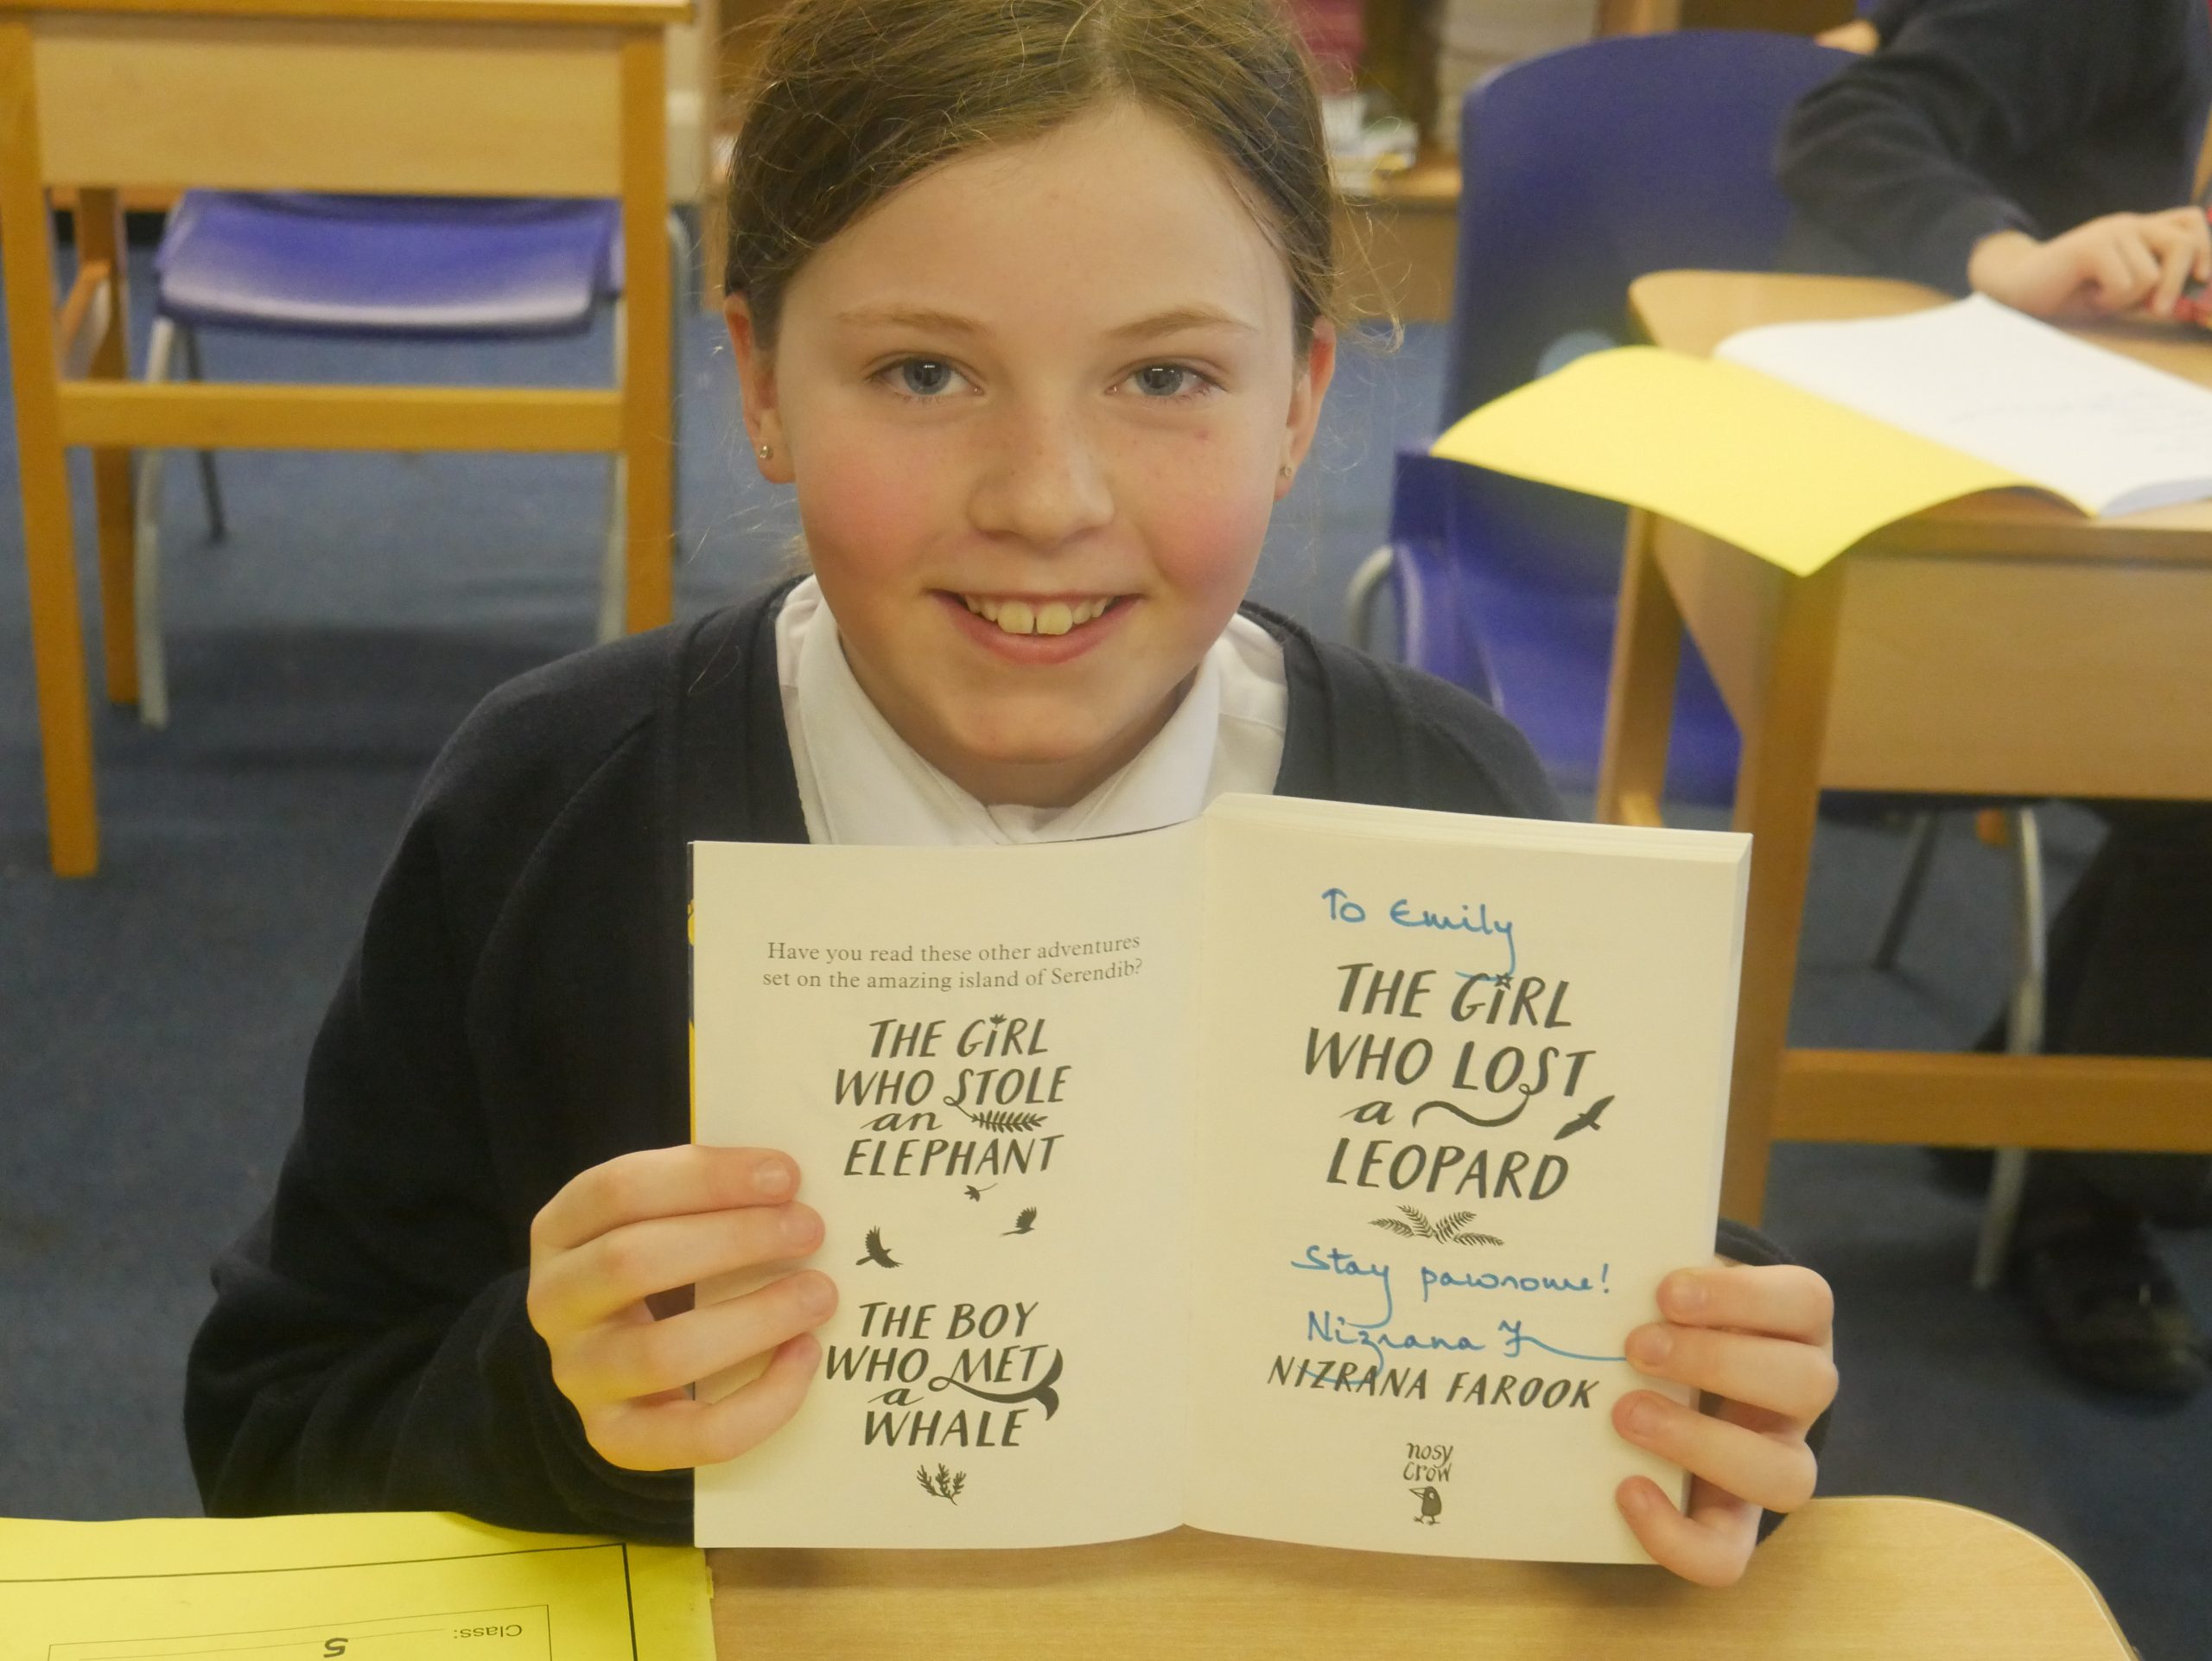 Have you read these other adventures
set on the amazing island of Serendib?
THE GIRL
WHO STOLE
an
ELEPHANT
THE BOY
WHO MET
a
WHALE
To Emily
THE GIRL
WHO LOST
a
LEOPARD
Stay pawsome!
Nizrana F
NIZRANA FAROOK
nosy
crow
Class:
5